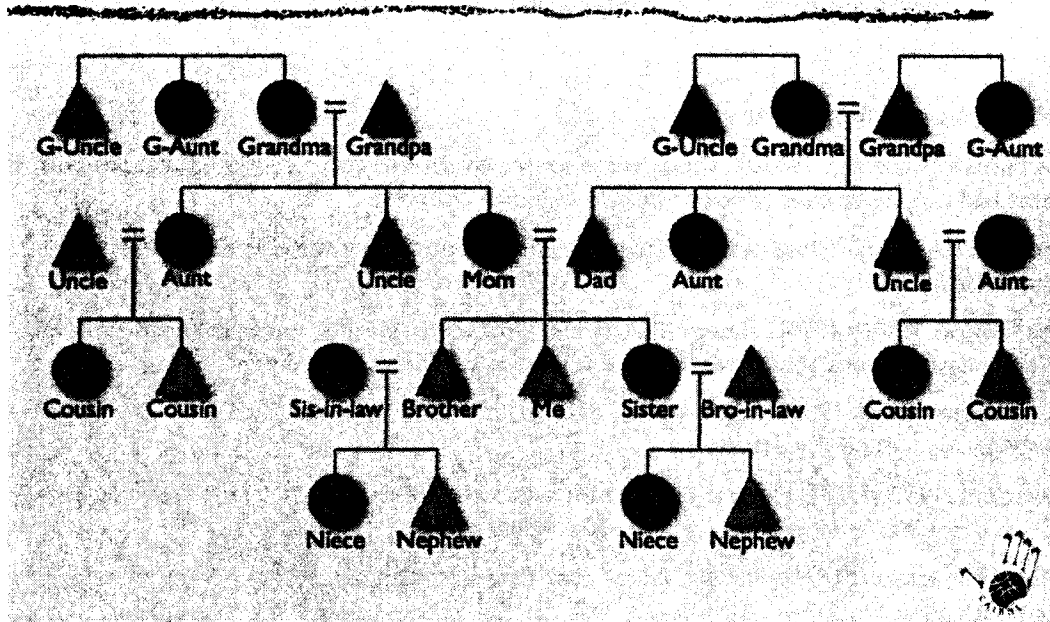 G-Uncle G-Aunt Grandma Grandpa G-Uncle Grandma Grandpa G-Aunt
Uncle Aunt Uncle Mom Dad Aunt Uncle Aunt
Cousin Cousin Sis-in-law Brother Me Sister Bro-in-law Cousin Cousin
Niece Nephew Niece Nephew